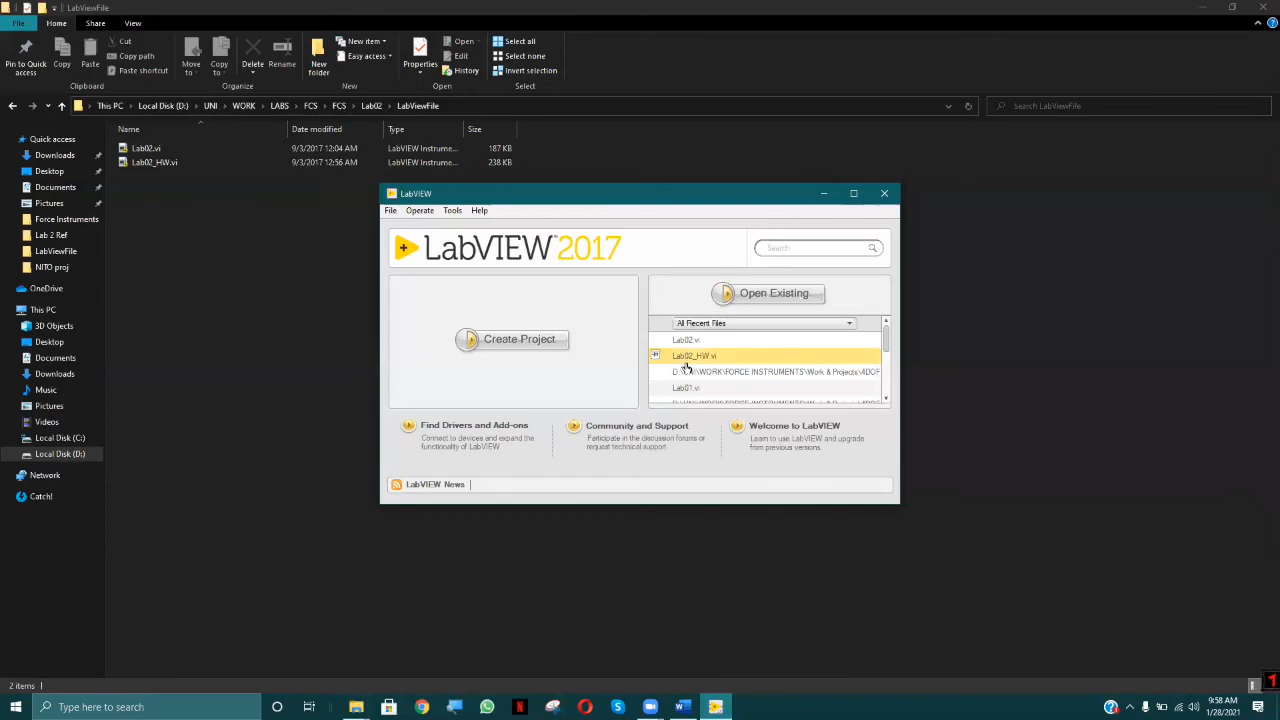 LabViewFile
File Home Share View
Pin to Quick access
Copy
Paste
Cut
Copy path
Paste shortcut
Clipboard
Move to
Copy to
Delete
Rename
Organize
New folder
New item
Easy access
New
Properties
Open
Edit
History
Open
Select all
Select none
Invert selection
Select
This PC > Local Disk (D:) > UNI > WORK > LABS > FCS > FCS > Lab02 > LabViewFile
Search LabViewFile
Name Date modified Type Size
Lab02.vi 9/3/2017 12:04 AM LabVIEW Instrume... 187 KB
Lab02_HW.vi 9/3/2017 12:56 AM LabVIEW Instrume... 238 KB
Quick access
Downloads
Desktop
Documents
Pictures
Force Instruments
Lab 2 Ref
LabViewFile
NITO proj
OneDrive
This PC
3D Objects
Desktop
Documents
Downloads
Music
Pictures
Videos
Local Disk (C:)
Local Disk (D:)
Network
Catch!
LabVIEW
File Operate Tools Help
LabVIEW™ 2017
Search
Create Project
Open Existing
All Recent Files
Lab02.vi
Lab02_HW.vi
Lab01.vi
Find Drivers and Add-ons
Connect to devices and expand the
functionality of LabVIEW
Community and Support
Participate in the discussion forums or
request technical support.
Welcome to LabVIEW
Learn to use LabVIEW and upgrade
from previous versions.
LabVIEW News
2 items
1
Type here to search
9:58 AM
1/28/2021